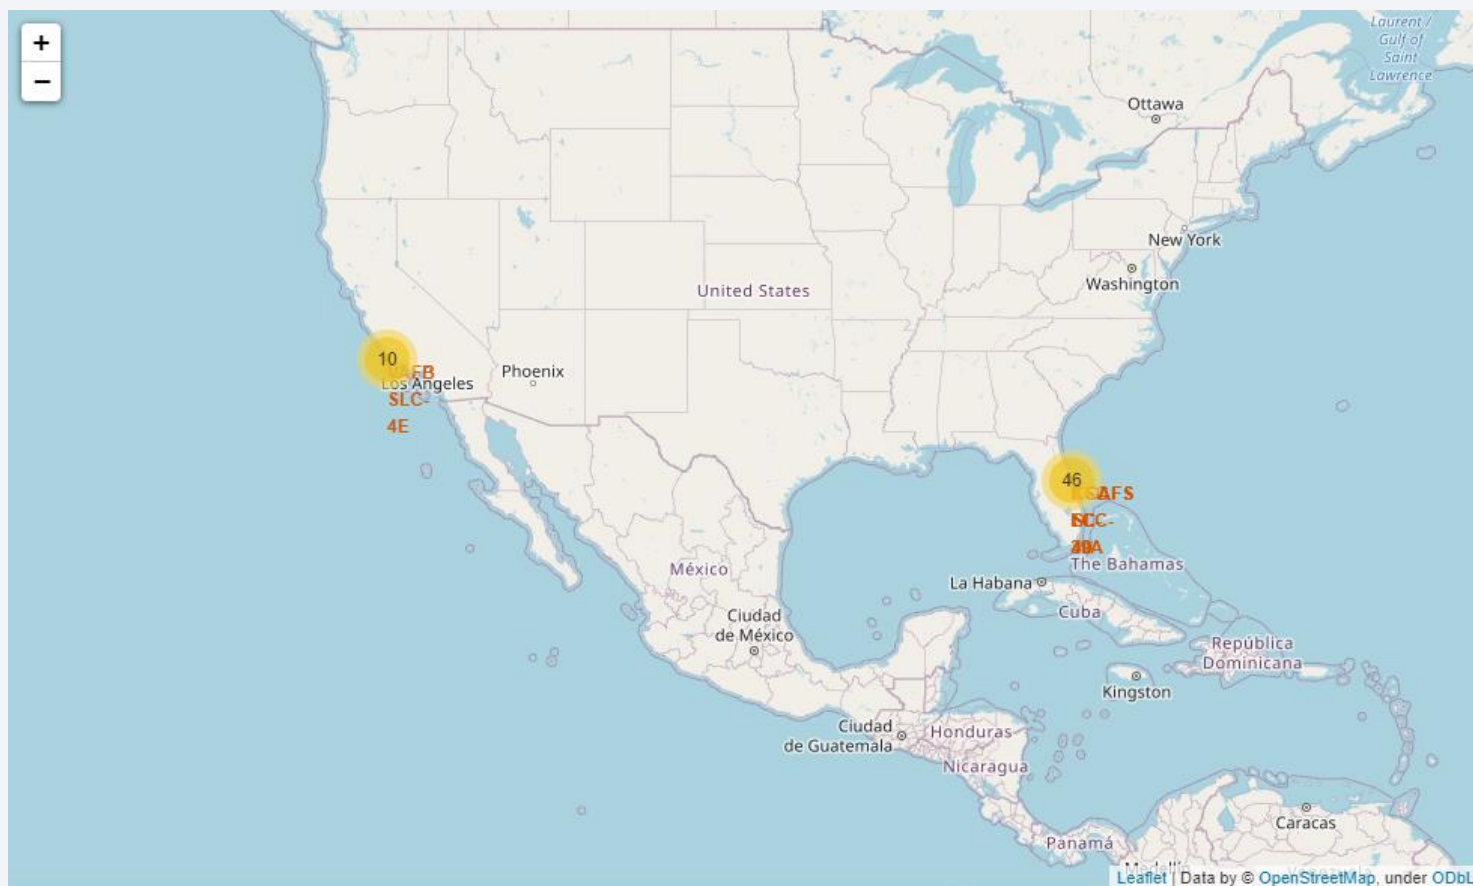 +
−
Laurent /
Gulf of
Saint
Lawrence
Ottawa
New York
Washington
United States
10
Phoenix
Los Angeles
SLC-
4E
46
The Bahamas
México
La Habana
Cuba
Ciudad
de México
República
Dominicana
Kingston
Ciudad
de Guatemala
Honduras
Nicaragua
Caracas
Panamá
Leaflet | Data by © OpenStreetMap, under ODbL